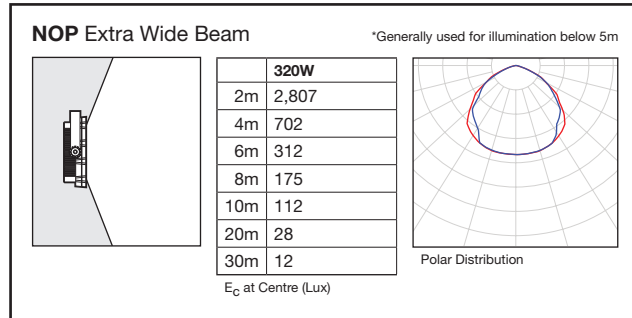 NOP Extra Wide Beam
*Generally used for illumination below 5m
320W
2m 2,807
4m 702
6m 312
8m 175
10m 112
20m 28
30m 12
EC at Centre (Lux)
Polar Distribution